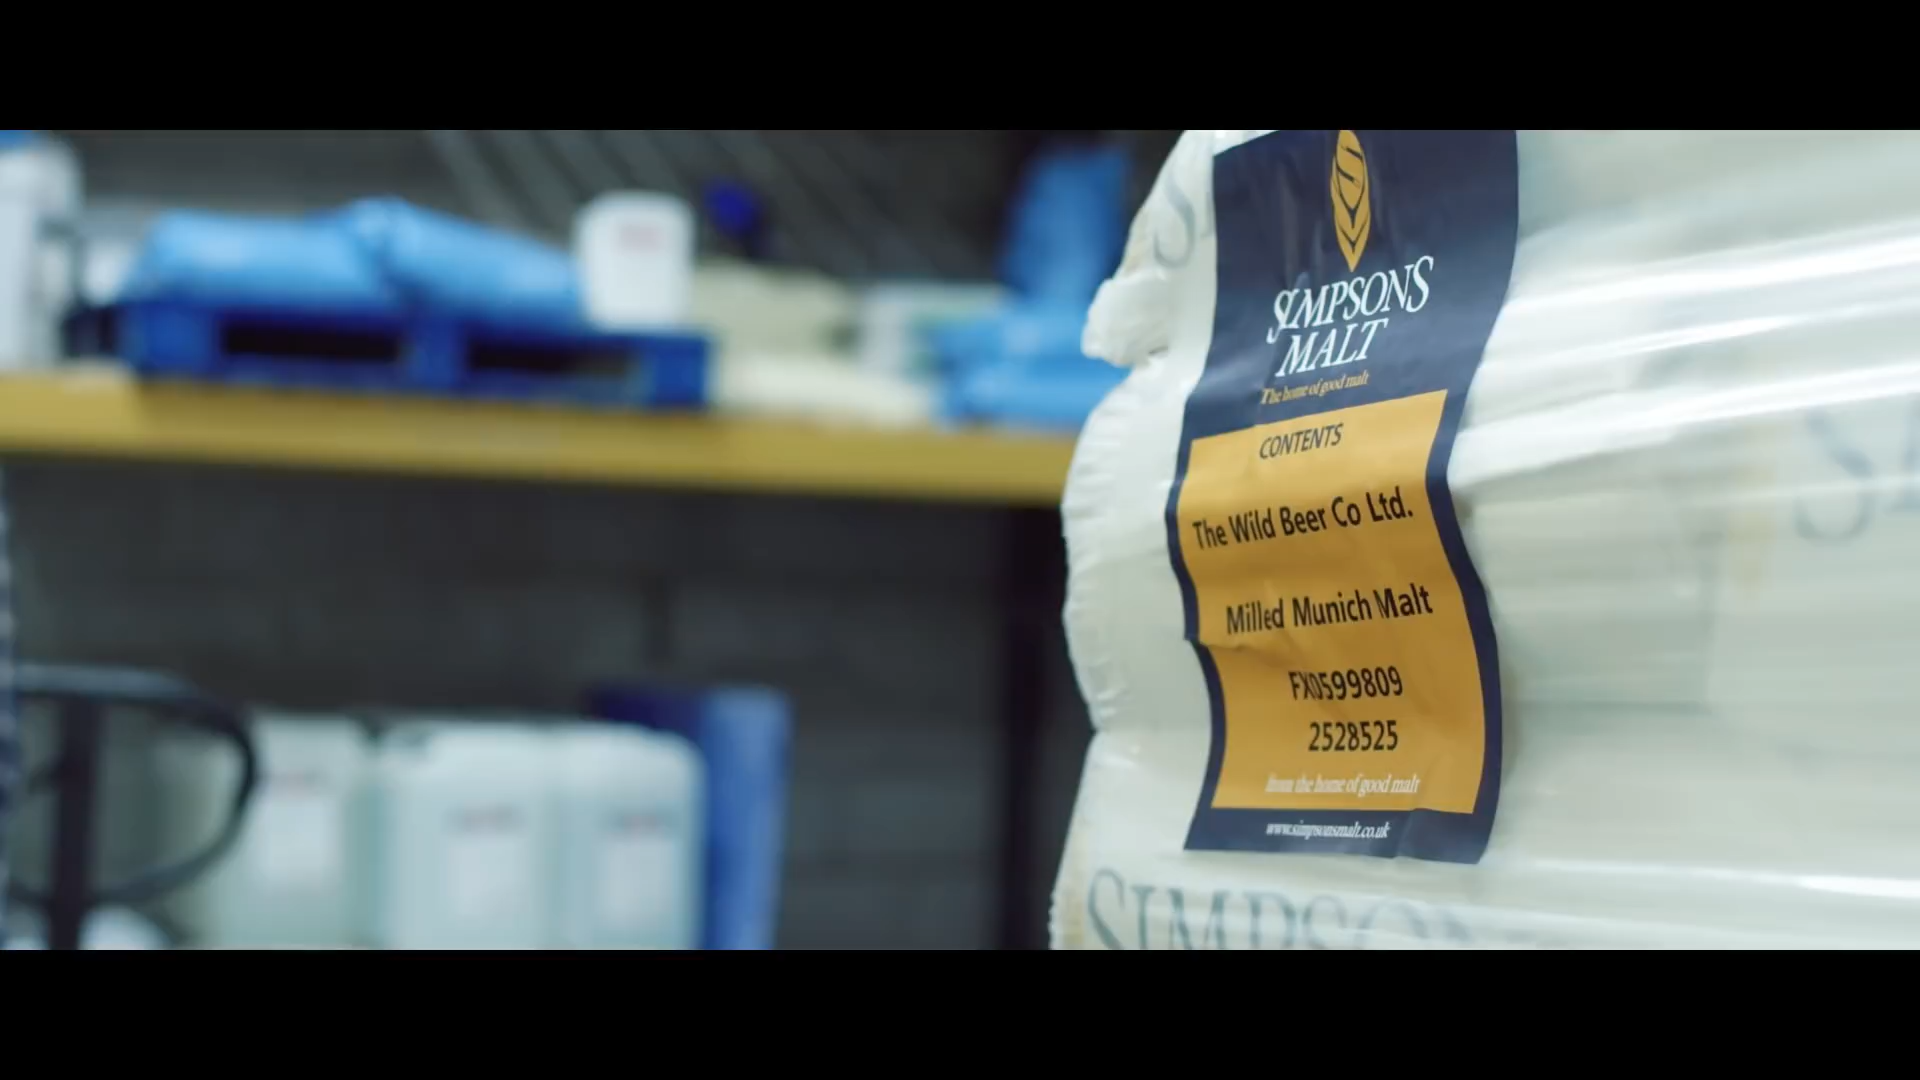 SIMPSONS
MALT
The home of good malt
CONTENTS
The Wild Beer Co Ltd.
Milled Munich Malt
FX0599809
2528525
from the home of good malt
www.simpsonsmalt.co.uk
SIMPSON